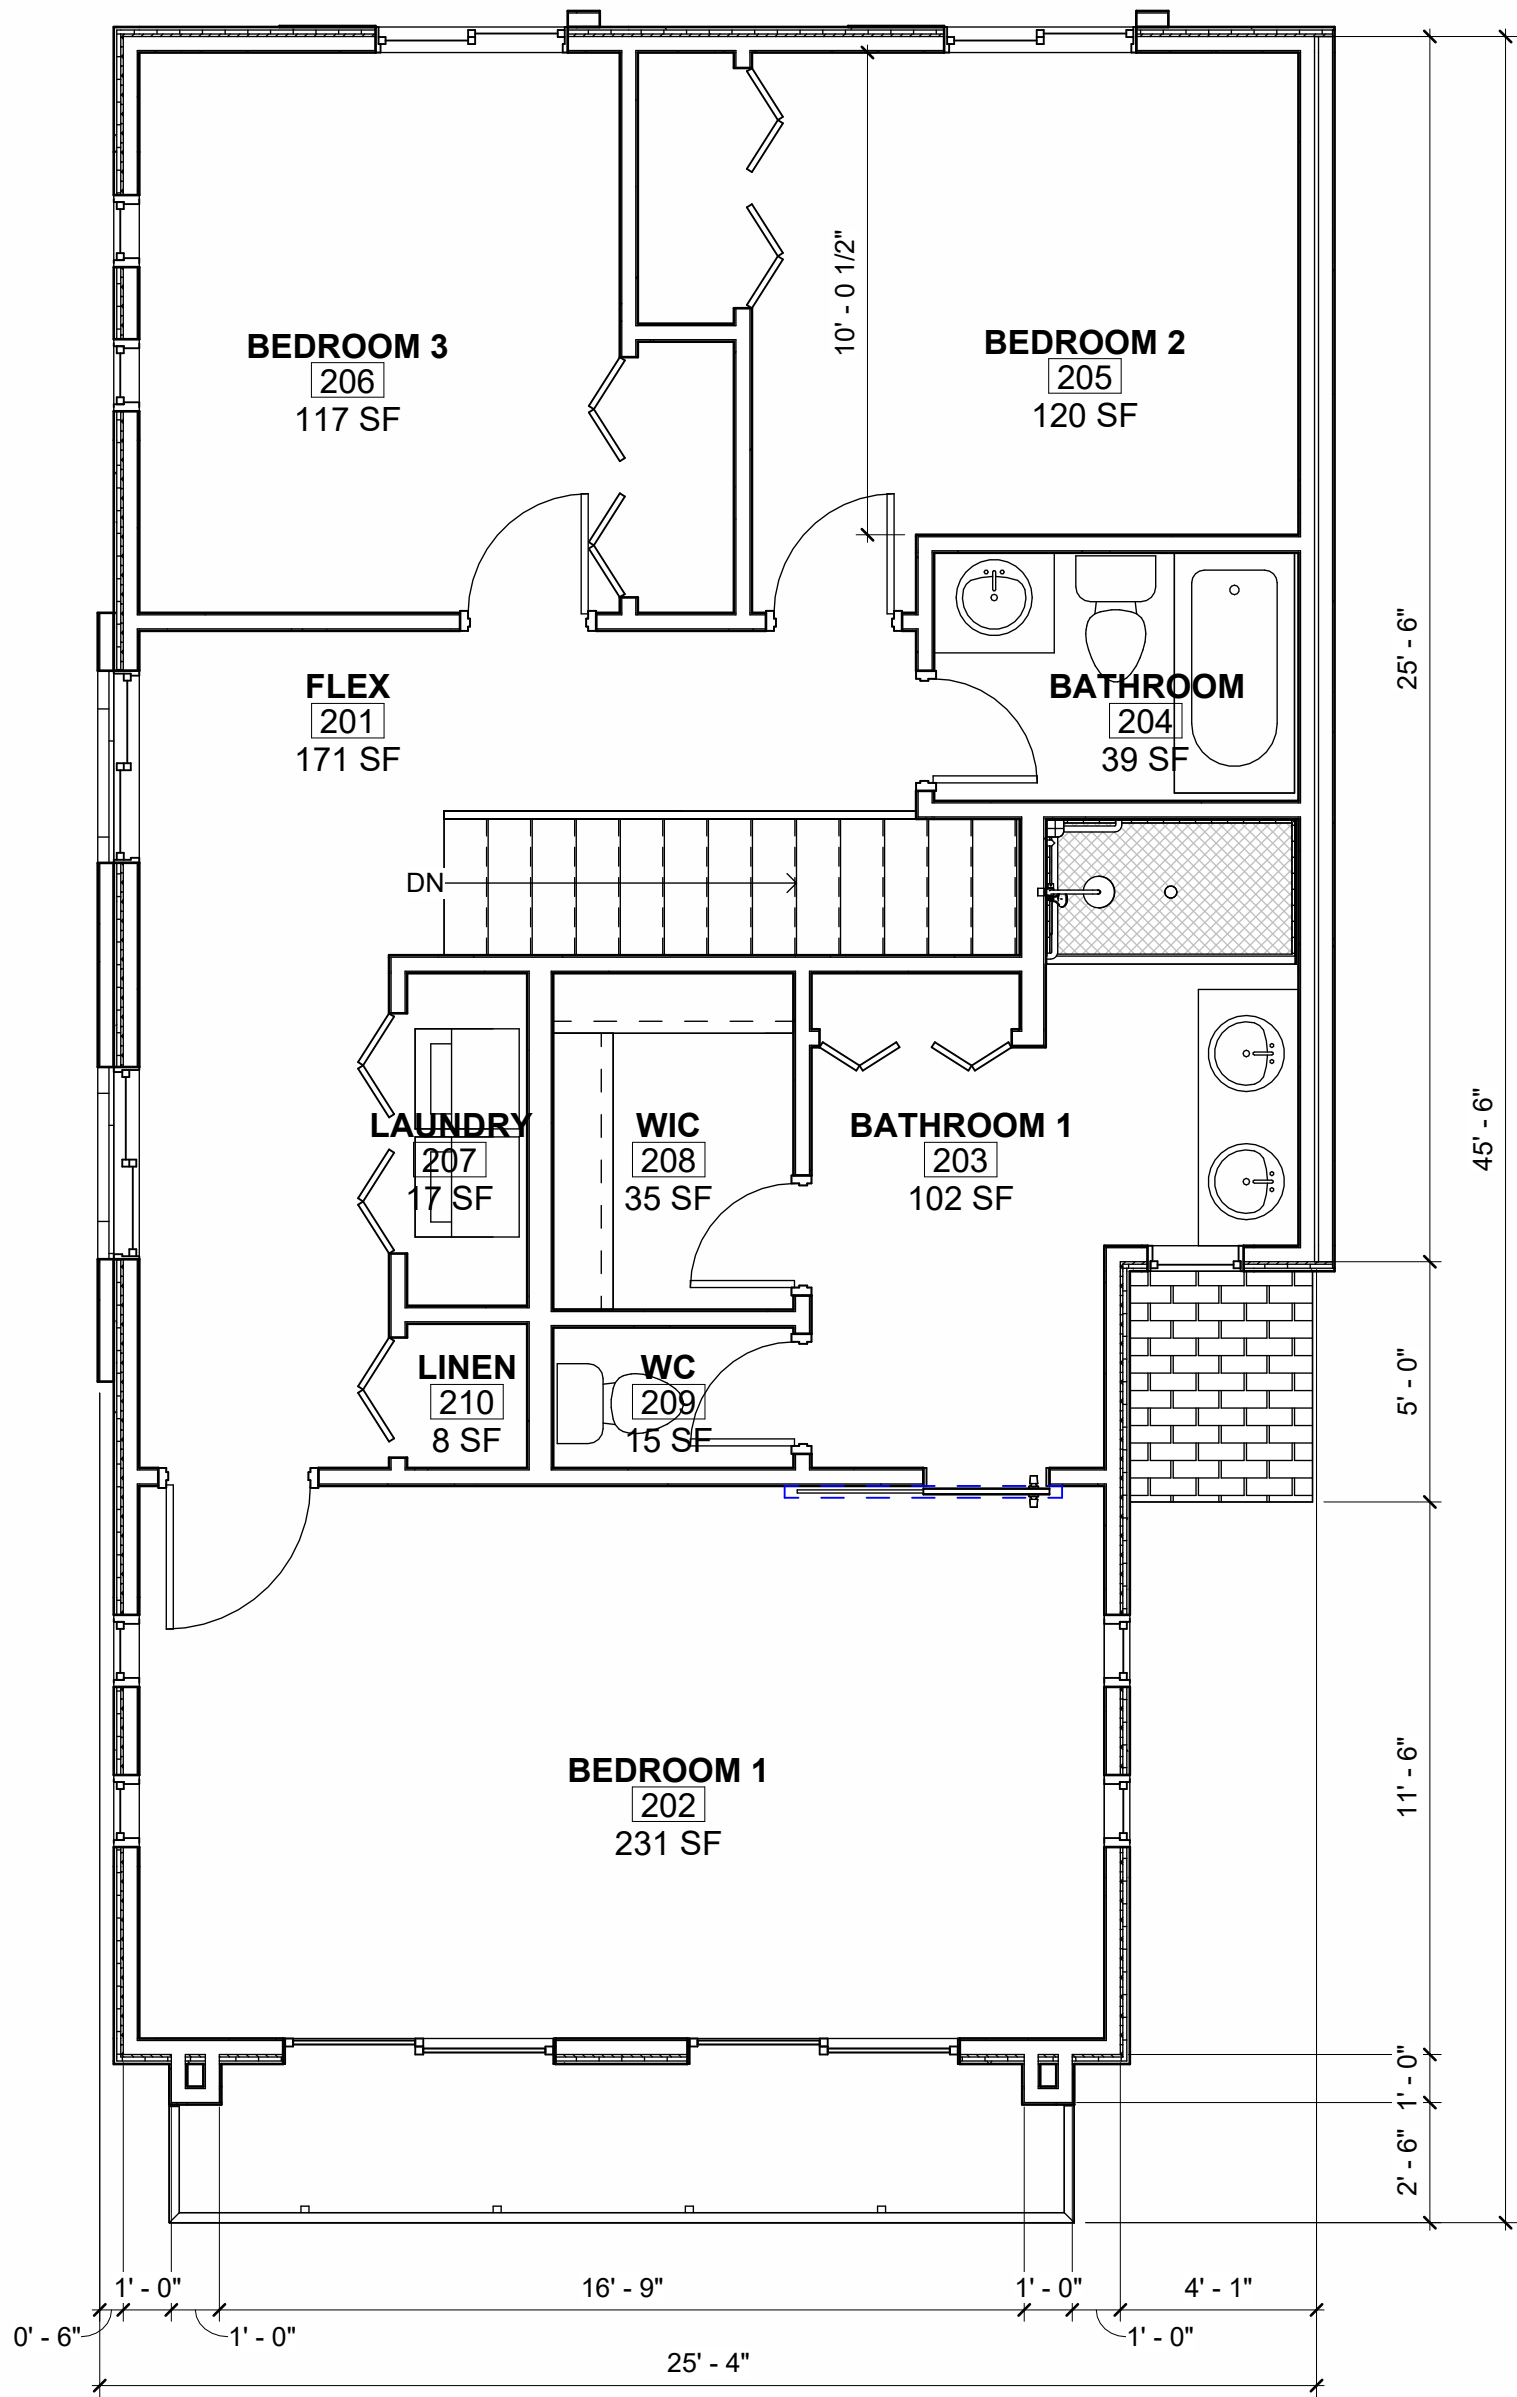 10' - 0 1/2"
BEDROOM 3
206
117 SF
BEDROOM 2
205
120 SF
25' - 6"
FLEX
201
171 SF
BATHROOM
204
39 SF
DN
45' - 6"
LAUNDRY
207
17 SF
WIC
208
35 SF
BATHROOM 1
203
102 SF
LINEN
210
8 SF
WC
209
15 SF
5' - 0"
BEDROOM 1
202
231 SF
11' - 6"
1' - 0"
2' - 6"
1' - 0"
16' - 9"
1' - 0"
4' - 1"
0' - 6"
1' - 0"
1' - 0"
25' - 4"